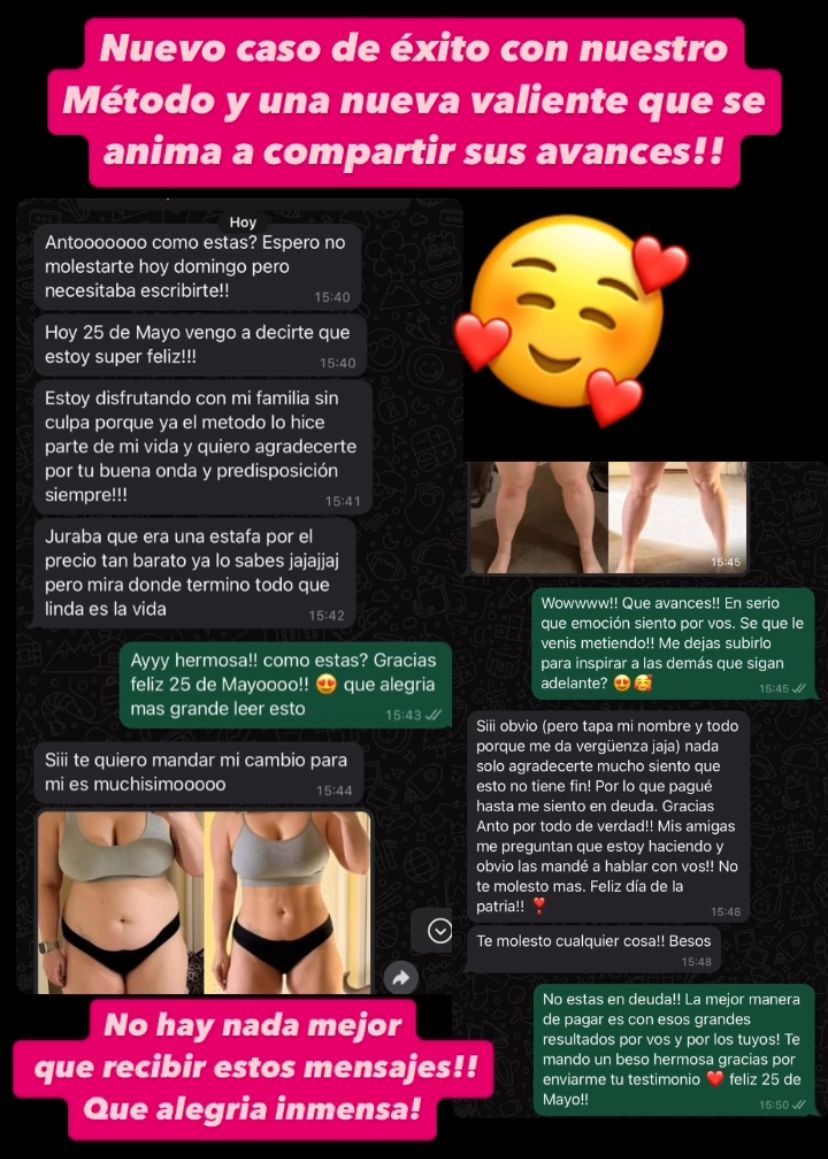 Nuevo caso de éxito con nuestro
Método y una nueva valiente que se
anima a compartir sus avances!!
Hoy
Antooooooo como estas? Espero no
molestarte hoy domingo pero
necesitaba escribirte!!
15:40
Hoy 25 de Mayo vengo a decirte que
estoy super feliz!!!
15:40
Estoy disfrutando con mi familia sin
culpa porque ya el metodo lo hice
parte de mi vida y quiero agradecerte
por tu buena onda y predisposición
siempre!!!
15:41
Juraba que era una estafa por el
precio tan barato ya lo sabes jajajjaj
pero mira donde termino todo que
linda es la vida
15:42
Ayyy hermosa!! como estas? Gracias
feliz 25 de Mayoooo!! 😍 que alegria
mas grande leer esto
15:43
Siii te quiero mandar mi cambio para
mi es muchisimooooo
15:44
15:45
Wowwww!! Que avances!! En serio
que emoción siento por vos. Se que le
venis metiendo!! Me dejas subirlo
para inspirar a las demás que sigan
adelante? 😍🥰
15:45
Siii obvio (pero tapa mi nombre y todo
porque me da vergüenza jaja) nada
solo agradecerte mucho siento que
esto no tiene fin! Por lo que pagué
hasta me siento en deuda. Gracias
Anto por todo de verdad!! Mis amigas
me preguntan que estoy haciendo y
obvio las mandé a hablar con vos!! No
te molesto mas. Feliz día de la
patria!! ❣️
15:48
Te molesto cualquier cosa!! Besos
15:48
No estas en deuda!! La mejor manera
de pagar es con esos grandes
resultados por vos y por los tuyos! Te
mando un beso hermosa gracias por
enviarme tu testimonio ❤️ feliz 25 de
Mayo!!
15:50
No hay nada mejor
que recibir estos mensajes!!
Que alegria inmensa!